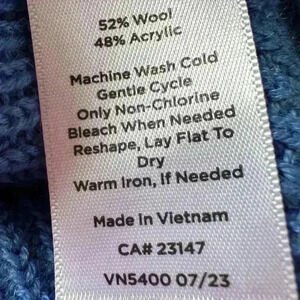 52% Wool
48% Acrylic
Machine Wash Cold
Gentle Cycle
Only Non-Chlorine
Bleach When Needed
Reshape, Lay Flat To
Dry
Warm Iron, If Needed
Made In Vietnam
CA# 23147
VN5400 07/23